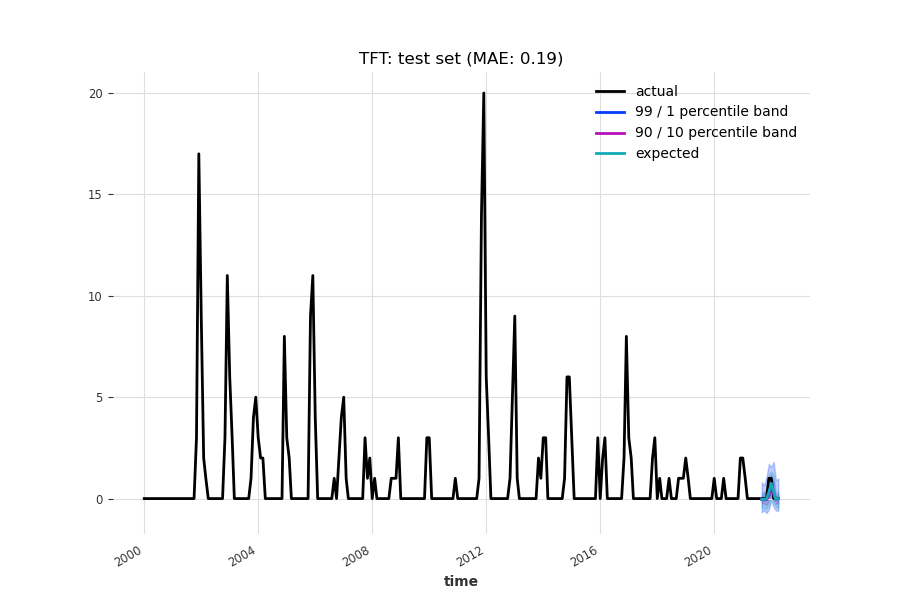 TFT: test set (MAE: 0.19)
actual
99 / 1 percentile band
90 / 10 percentile band
expected
20
15
10
5
0
2000
2004
2008
2012
2016
2020
time